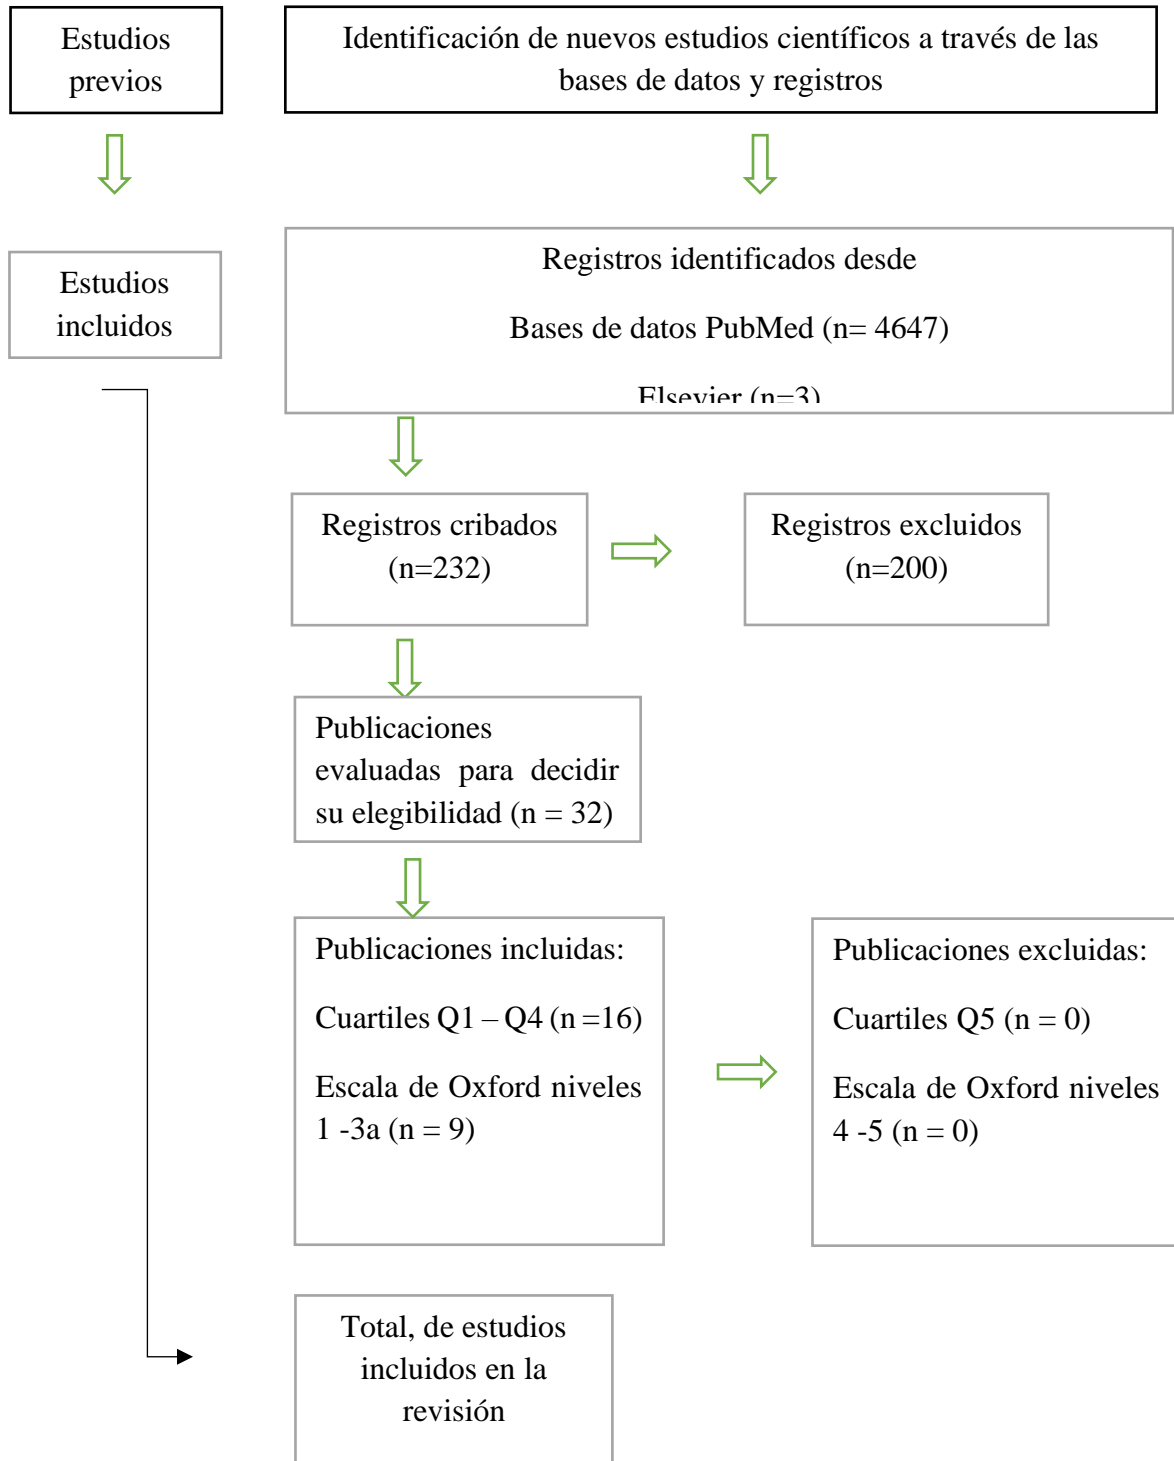 Estudios
previos
Identificación de nuevos estudios científicos a través de las
bases de datos y registros
Estudios
incluidos
Registros identificados desde
Bases de datos PubMed (n= 4647)
Elsevier (n=3)
Registros cribados
(n=232)
Registros excluidos
(n=200)
Publicaciones
evaluadas para decidir
su elegibilidad (n = 32)
Publicaciones incluidas:
Cuartiles Q1 – Q4 (n =16)
Escala de Oxford niveles
1 -3a (n = 9)
Publicaciones excluidas:
Cuartiles Q5 (n = 0)
Escala de Oxford niveles
4 -5 (n = 0)
Total, de estudios
incluidos en la
revisión